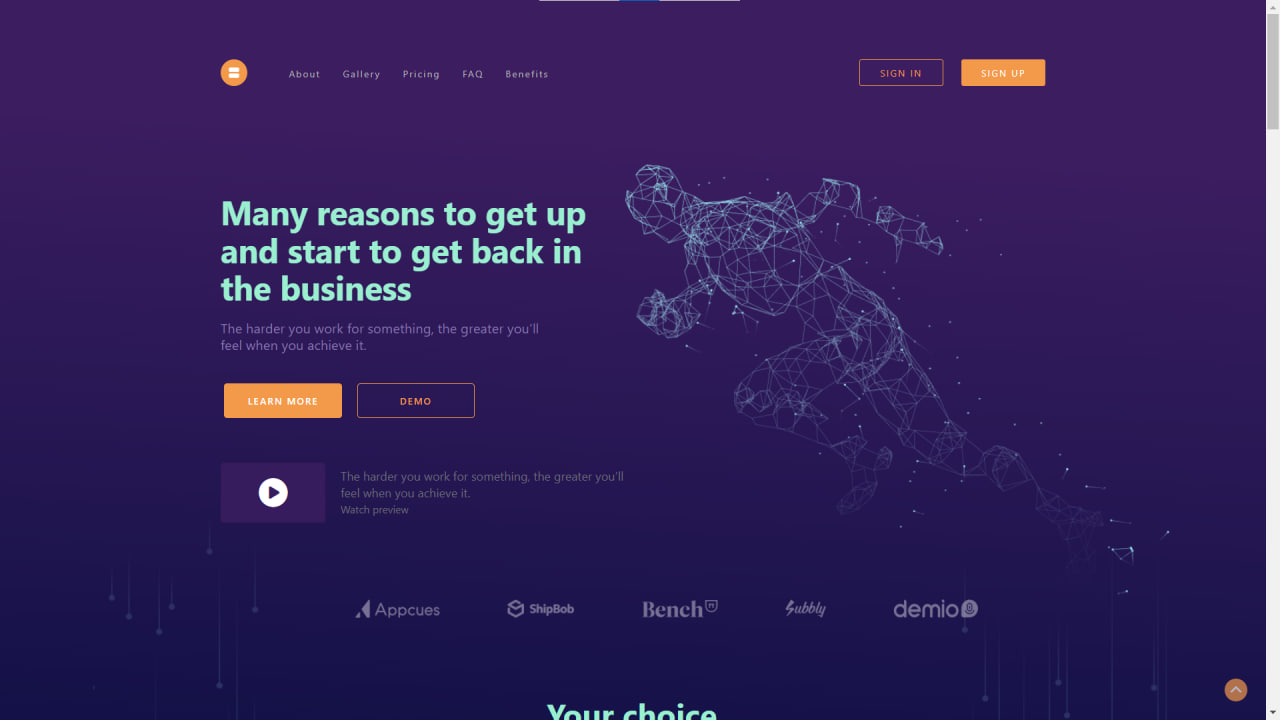 About Gallery Pricing FAQ Benefits SIGN IN SIGN UP
Many reasons to get up
and start to get back in
the business
The harder you work for something, the greater you'll
feel when you achieve it.
LEARN MORE DEMO
The harder you work for something, the greater you'll
feel when you achieve it.
Watch preview
Appcues ShipBob Bench Subbly demio
Your choice